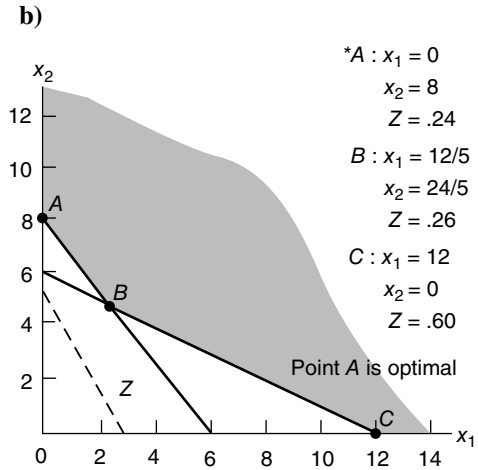 b)
x₂
12
10
8
6
4
2
0
2
4
6
8
10
12
14
x₁
A
B
C
Z
*A : x₁ = 0
x₂ = 8
Z = .24
B : x₁ = 12/5
x₂ = 24/5
Z = .26
C : x₁ = 12
x₂ = 0
Z = .60
Point A is optimal